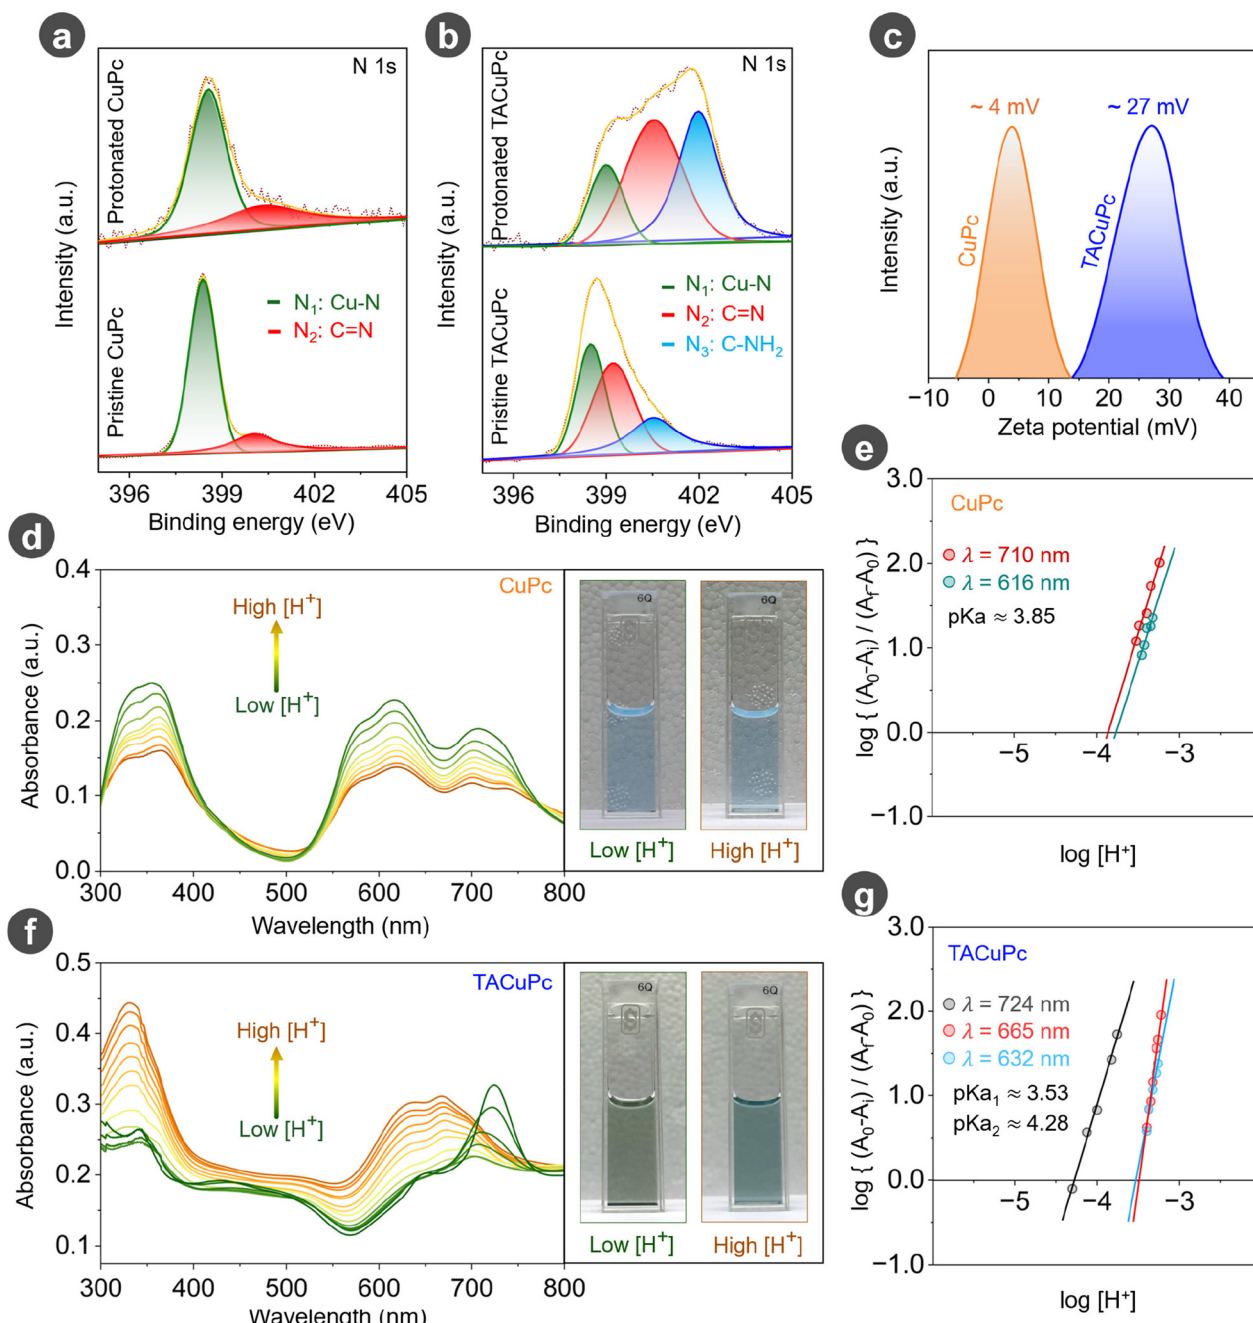 a
N 1s
Protonated CuPc
Pristine CuPc
N₁: Cu-N
N₂: C=N
Intensity (a.u.)
396 399 402 405
Binding energy (eV)
b
N 1s
Protonated TACuPc
Pristine TACuPc
N₁: Cu-N
N₂: C=N
N₃: C-NH₂
Intensity (a.u.)
396 399 402 405
Binding energy (eV)
c
~ 4 mV
~ 27 mV
CuPc
TACuPc
Intensity (a.u.)
−10 0 10 20 30 40
Zeta potential (mV)
d
CuPc
High [H⁺]
Low [H⁺]
0.4
0.3
0.2
0.1
0.0
Absorbance (a.u.)
300 400 500 600 700 800
Wavelength (nm)
6Q
6Q
Low [H⁺]
High [H⁺]
e
3.0
2.0
1.0
0.0
−1.0
CuPc
λ = 710 nm
λ = 616 nm
pKa ≈ 3.85
log { (A₀-Aᵢ) / (A_f-A₀) }
−5 −4 −3
log [H⁺]
f
TACuPc
High [H⁺]
Low [H⁺]
0.5
0.4
0.3
0.2
0.1
Absorbance (a.u.)
300 400 500 600 700 800
Wavelength (nm)
6Q
6Q
S
S
Low [H⁺]
High [H⁺]
g
3.0
2.0
1.0
0.0
−1.0
TACuPc
λ = 724 nm
λ = 665 nm
λ = 632 nm
pKa₁ ≈ 3.53
pKa₂ ≈ 4.28
log { (A₀-Aᵢ) / (A_f-A₀) }
−5 −4 −3
log [H⁺]